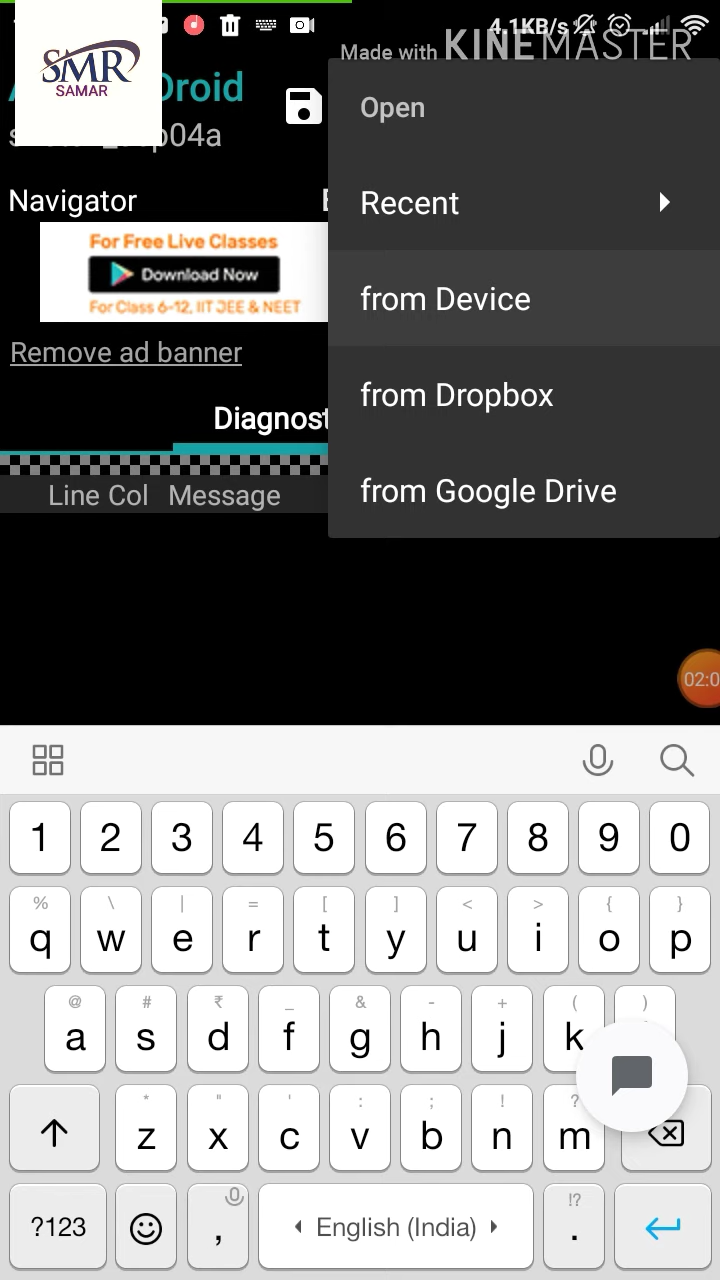 4.1KB/s
Made with KINEMASTER
SMR
SAMAR
Droid
p04a
Open
Navigator
Recent
For Free Live Classes
Download Now
For Class 6-12, IIT JEE & NEET
from Device
Remove ad banner
from Dropbox
Diagnost
Line Col Message
from Google Drive
02:0
1 2 3 4 5 6 7 8 9 0
% \ | = [ ] < > { }
q w e r t y u i o p
@ # ₹ _ & - + ( )
a s d f g h j k
* " ' : ; ! ?
z x c v b n m
!?
?123 , English (India) .